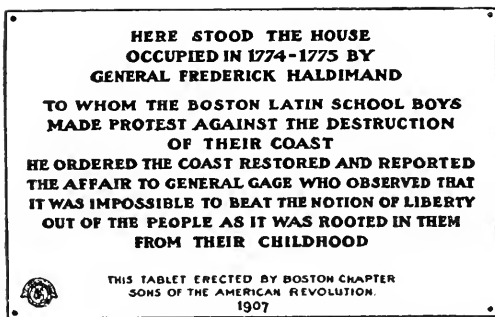 HERE STOOD THE HOUSE
OCCUPIED IN 1774-1775 BY
GENERAL FREDERICK HALDIMAND
TO WHOM THE BOSTON LATIN SCHOOL BOYS
MADE PROTEST AGAINST THE DESTRUCTION
OF THEIR COAST
HE ORDERED THE COAST RESTORED AND REPORTED
THE AFFAIR TO GENERAL GAGE WHO OBSERVED THAT
IT WAS IMPOSSIBLE TO BEAT THE NOTION OF LIBERTY
OUT OF THE PEOPLE AS IT WAS ROOTED IN THEM
FROM THEIR CHILDHOOD
THIS TABLET ERECTED BY BOSTON CHAPTER
SONS OF THE AMERICAN REVOLUTION.
1907